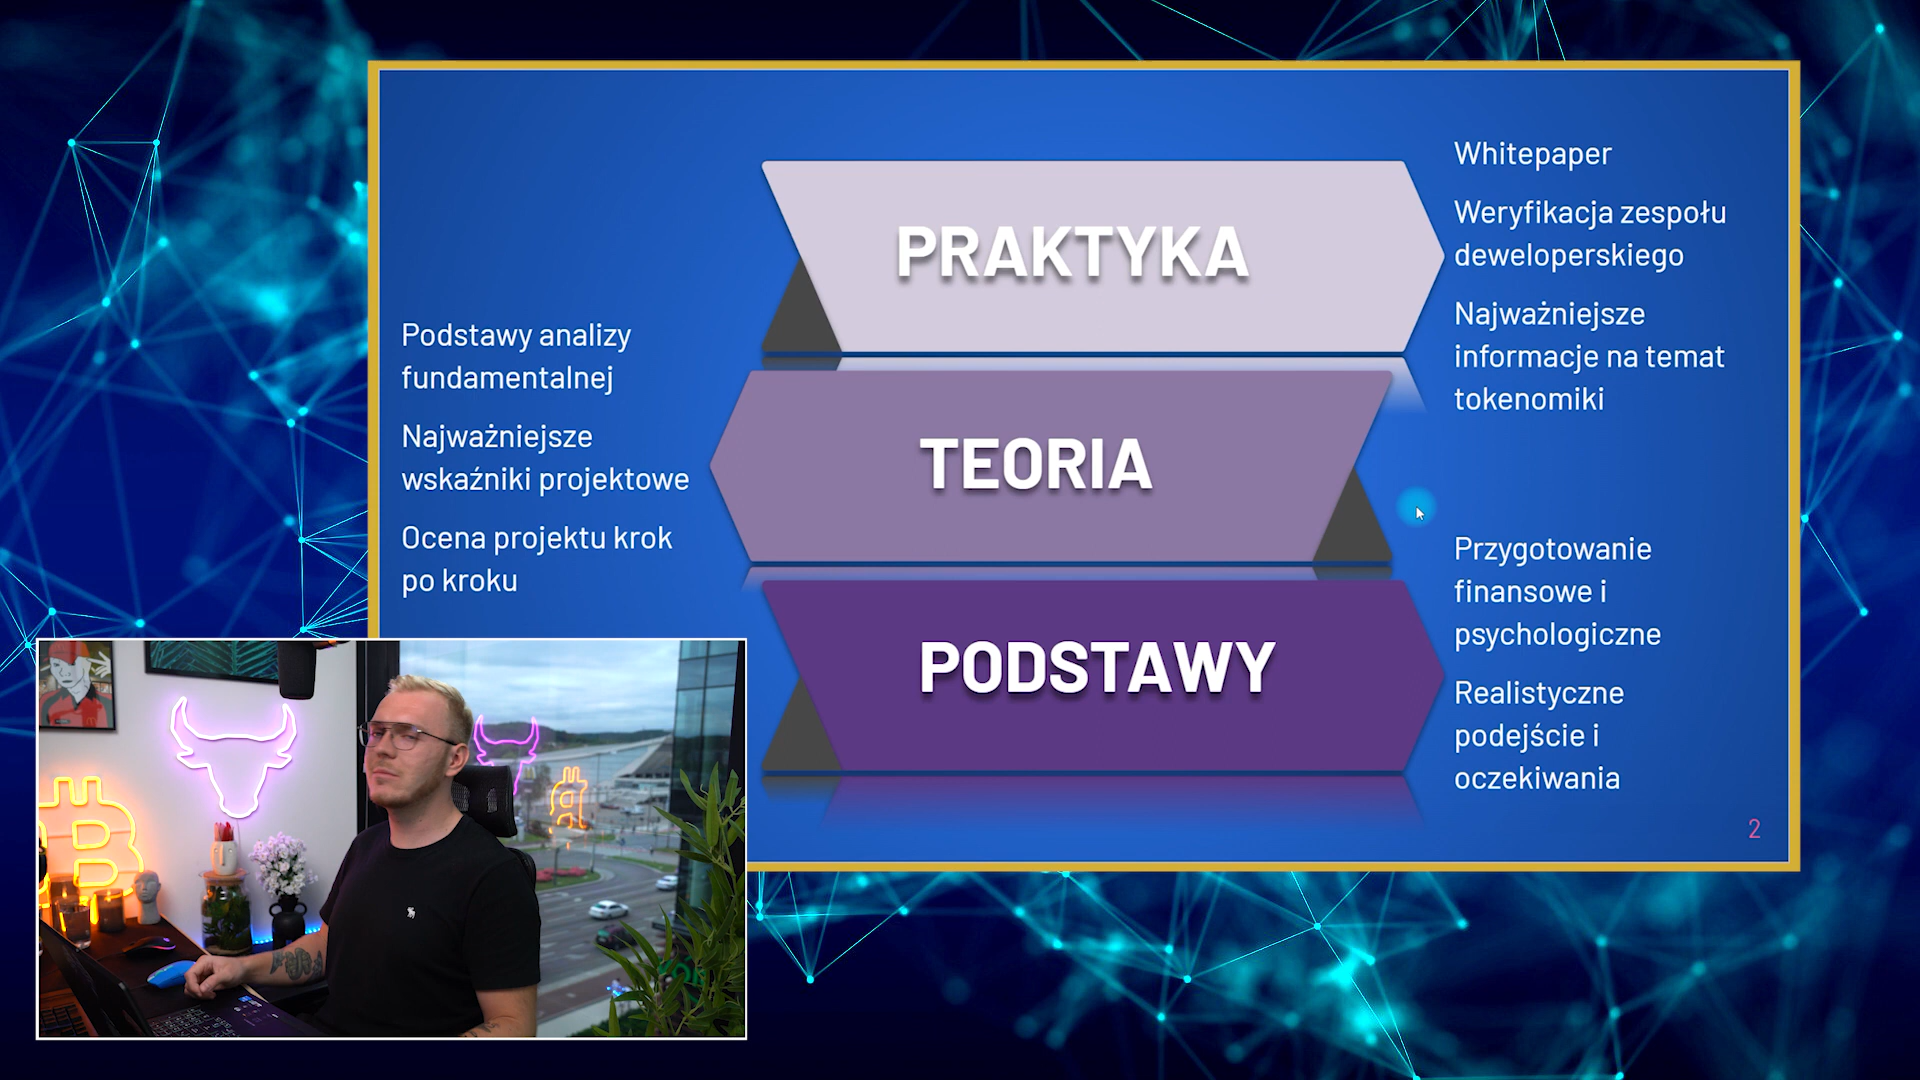 PRAKTYKA
Whitepaper
Weryfikacja zespołu
deweloperskiego
Najważniejsze
informacje na temat
tokenomiki
TEORIA
Podstawy analizy
fundamentalnej
Najważniejsze
wskaźniki projektowe
Ocena projektu krok
po kroku
PODSTAWY
Przygotowanie
finansowe i
psychologiczne
Realistyczne
podejście i
oczekiwania
2